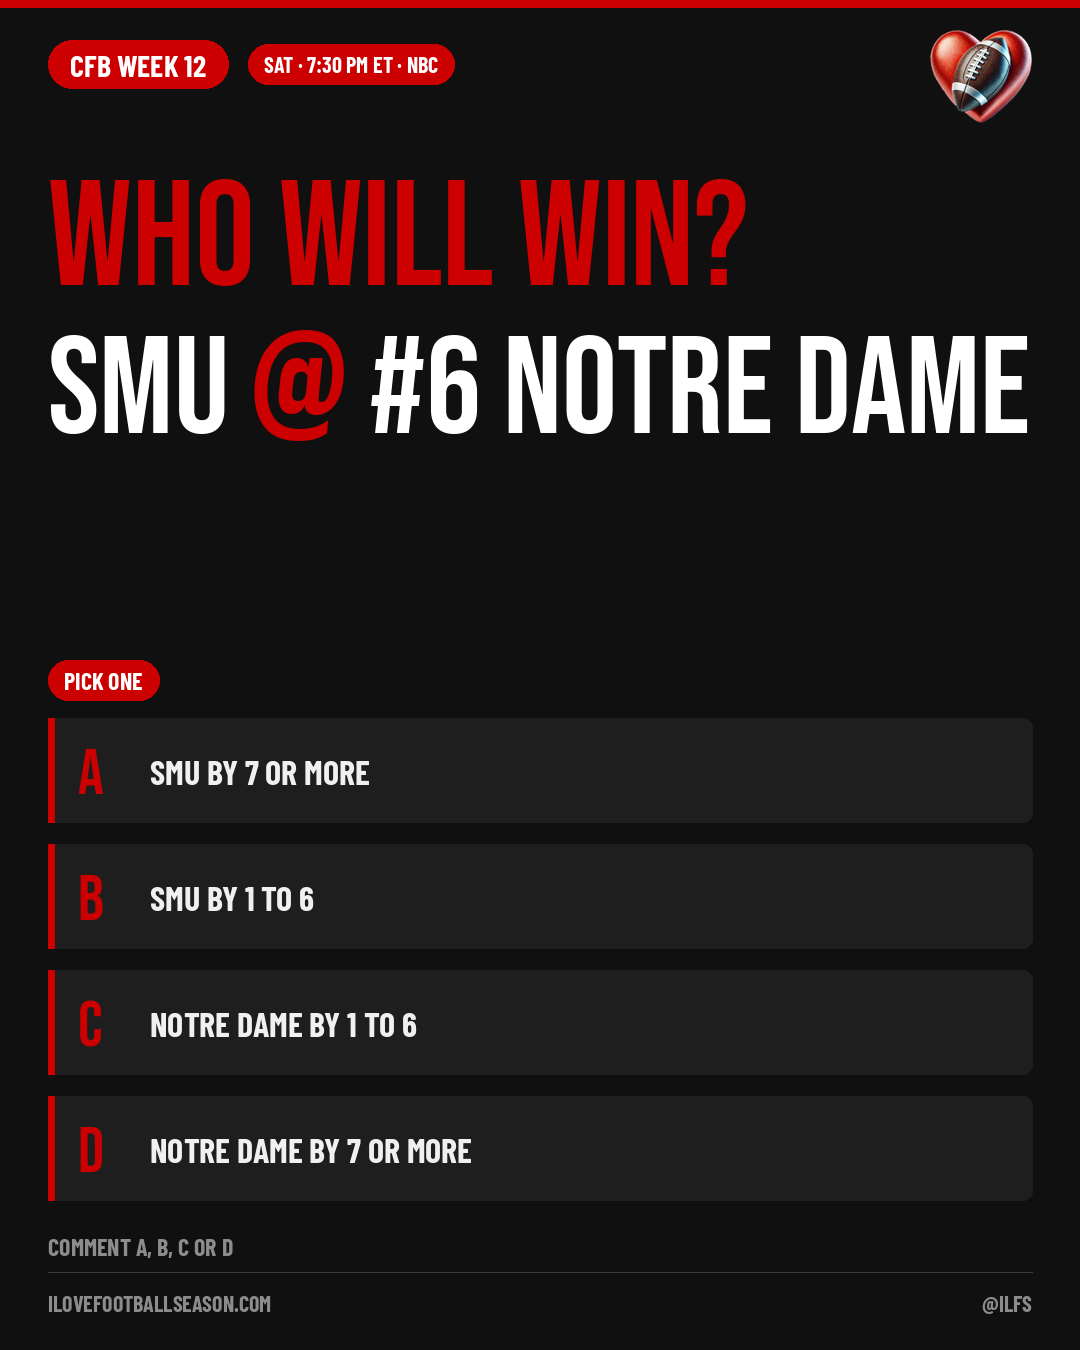 CFB WEEK 12
SAT · 7:30 PM ET · NBC
WHO WILL WIN?
SMU @ #6 NOTRE DAME
PICK ONE
A SMU BY 7 OR MORE
B SMU BY 1 TO 6
C NOTRE DAME BY 1 TO 6
D NOTRE DAME BY 7 OR MORE
COMMENT A, B, C OR D
ILOVEFOOTBALLSEASON.COM
@ILFS